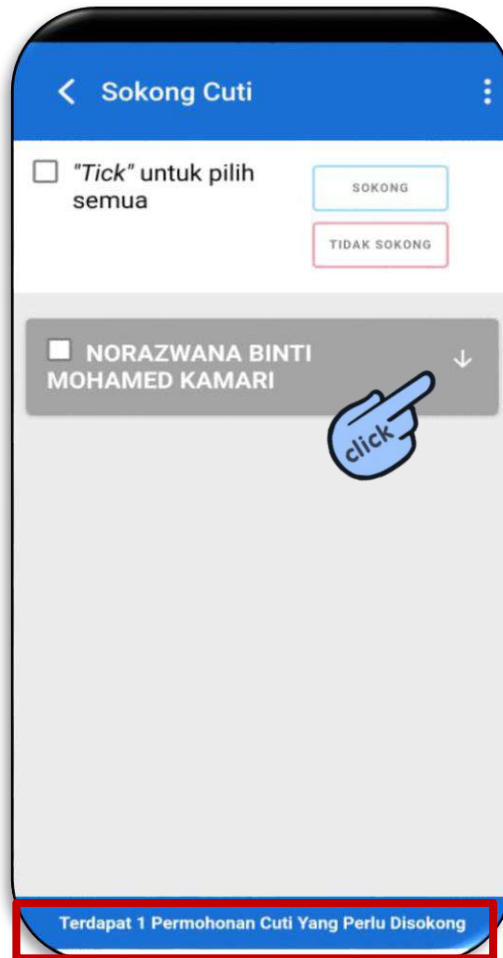 Sokong Cuti
"Tick" untuk pilih
semua
SOKONG
TIDAK SOKONG
NORAZWANA BINTI
MOHAMED KAMARI
click
Terdapat 1 Permohonan Cuti Yang Perlu Disokong